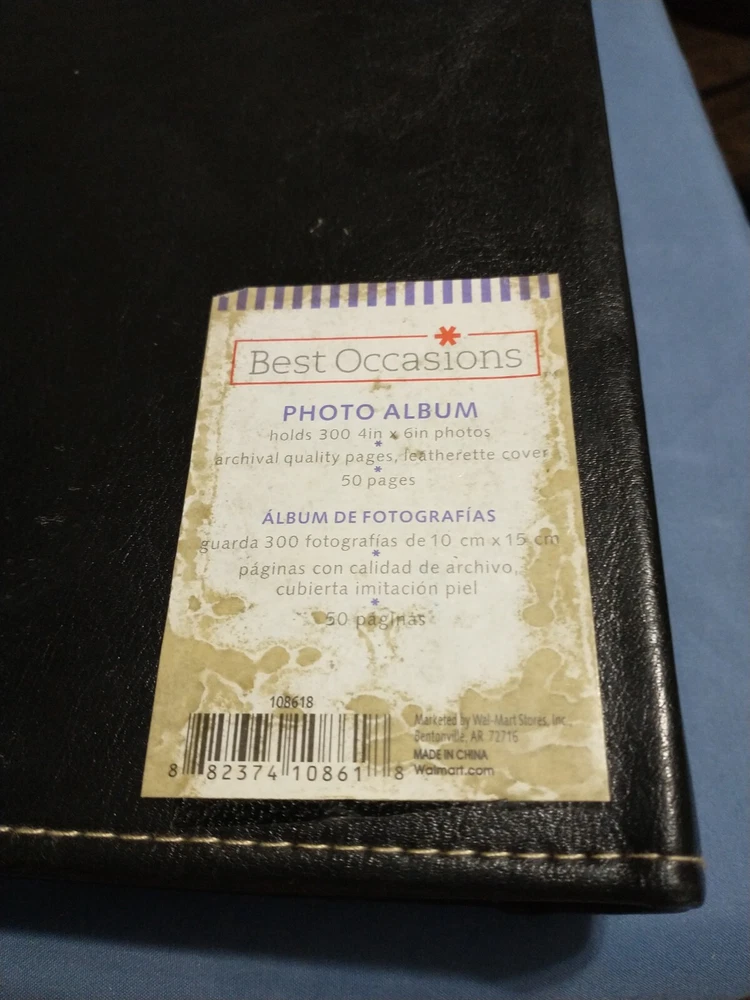 Best Occasions
PHOTO ALBUM
holds 300 4in x 6in photos
*
archival quality pages, leatherette cover
*
50 pages
ÁLBUM DE FOTOGRAFÍAS
guarda 300 fotografías de 10 cm x 15 cm
*
páginas con calidad de archivo,
cubierta imitación piel
*
50 paginas
108618
8 82374 10861 8
Marketed by Wal-Mart Stores, Inc.,
Bentonville, AR 72716
MADE IN CHINA
Walmart.com